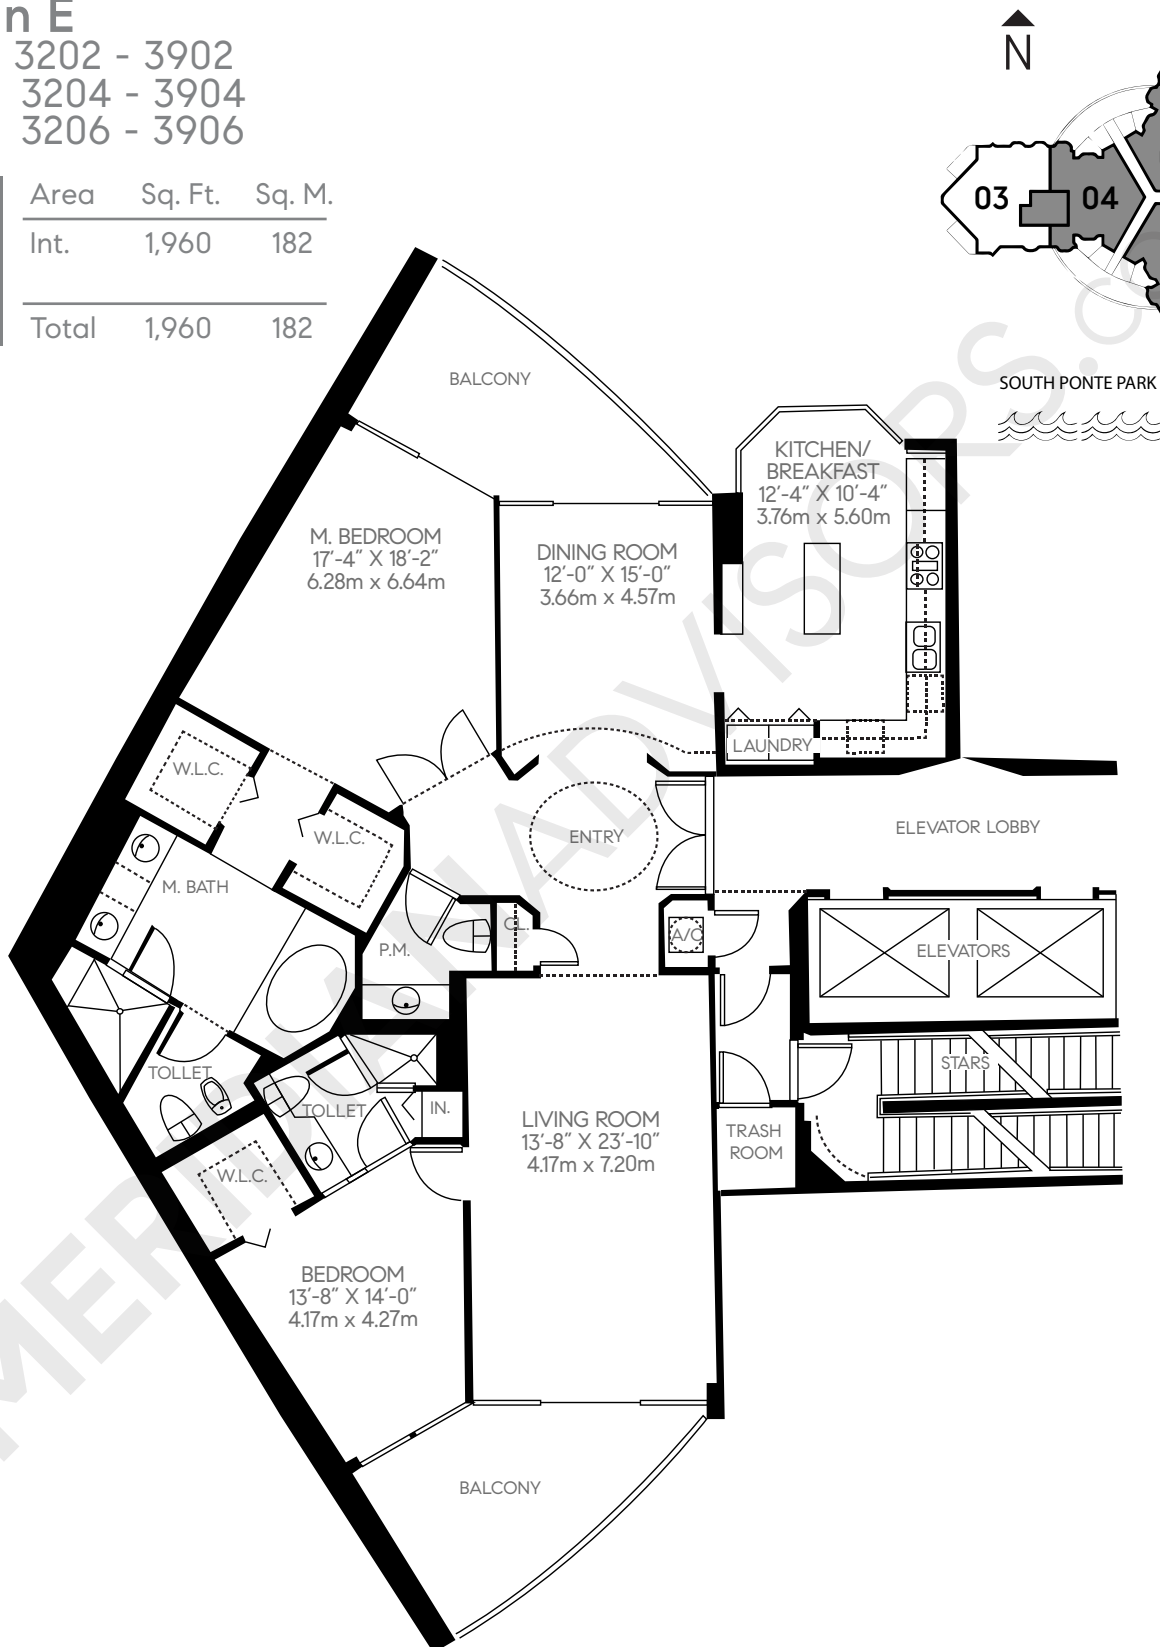 n E
3202 - 3902
3204 - 3904
3206 - 3906
Area Sq. Ft. Sq. M.
Int. 1,960 182
Total 1,960 182
N
03 04
SOUTH PONTE PARK
BALCONY
KITCHEN/
BREAKFAST
12'-4" X 10'-4"
3.76m x 5.60m
M. BEDROOM
17'-4" X 18'-2"
6.28m x 6.64m
DINING ROOM
12'-0" X 15'-0"
3.66m x 4.57m
LAUNDRY
W.L.C.
W.L.C.
ENTRY
ELEVATOR LOBBY
M. BATH
CL.
A/C
P.M.
ELEVATORS
TOLLET
STARS
TOLLET
IN.
LIVING ROOM
13'-8" X 23'-10"
4.17m x 7.20m
TRASH
ROOM
W.L.C.
BEDROOM
13'-8" X 14'-0"
4.17m x 4.27m
BALCONY
MERIDIANADVISORS.CO